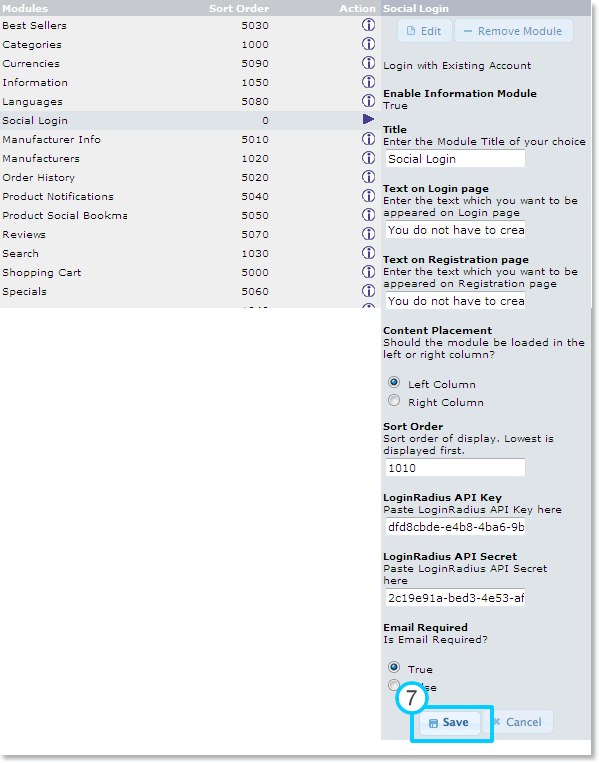 Modules Sort Order Action
Best Sellers 5030
Categories 1000
Currencies 5090
Information 1050
Languages 5080
Social Login 0
Manufacturer Info 5010
Manufacturers 1020
Order History 5020
Product Notifications 5040
Product Social Bookma 5050
Reviews 5070
Search 1030
Shopping Cart 5000
Specials 5060
Social Login
Edit Remove Module
Login with Existing Account
Enable Information Module
True
Title
Enter the Module Title of your choice
Social Login
Text on Login page
Enter the text which you want to be
appeared on Login page
You do not have to crea
Text on Registration page
Enter the text which you want to be
appeared on Registration page
You do not have to crea
Content Placement
Should the module be loaded in the
left or right column?
Left Column
Right Column
Sort Order
Sort order of display. Lowest is
displayed first.
1010
LoginRadius API Key
Paste LoginRadius API Key here
dfd8cbde-e4b8-4ba6-9b
LoginRadius API Secret
Paste LoginRadius API Secret
here
2c19e91a-bed3-4e53-af
Email Required
Is Email Required?
True
7
Save Cancel